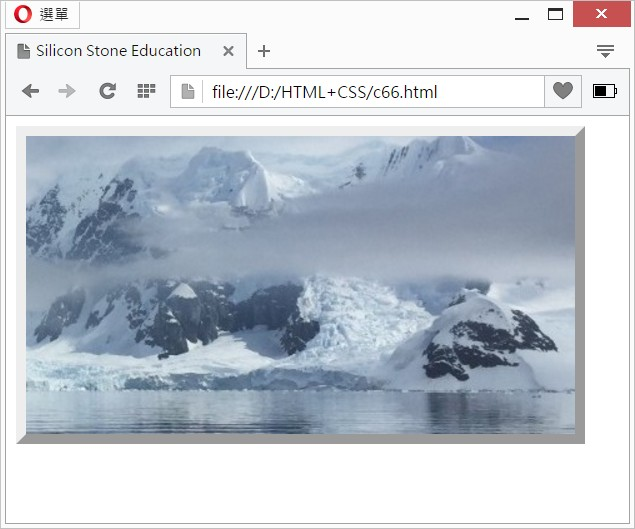 選單
Silicon Stone Education
file:///D:/HTML+CSS/c66.html